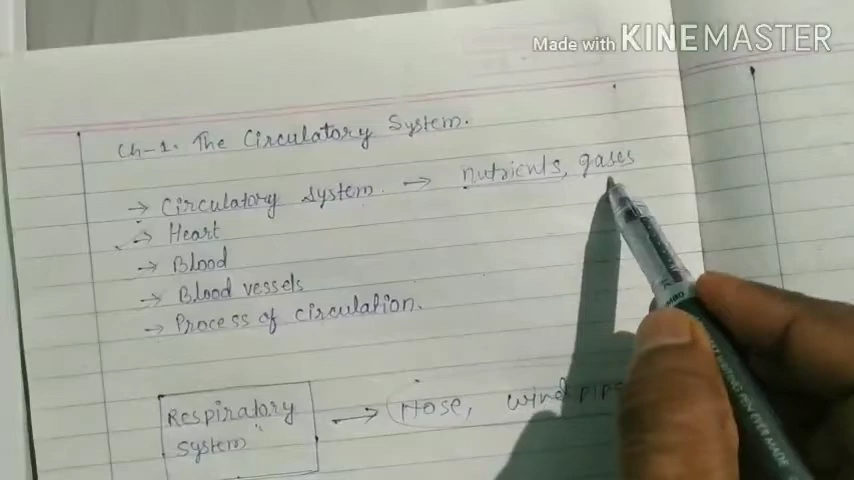 Made with KINEMASTER
Ch-1. The Circulatory System.
→ Circulatory system → nutrients, gases
→ Heart
→ Blood
→ Blood vessels
→ Process of circulation.
Respiratory system → Nose, wind pipe